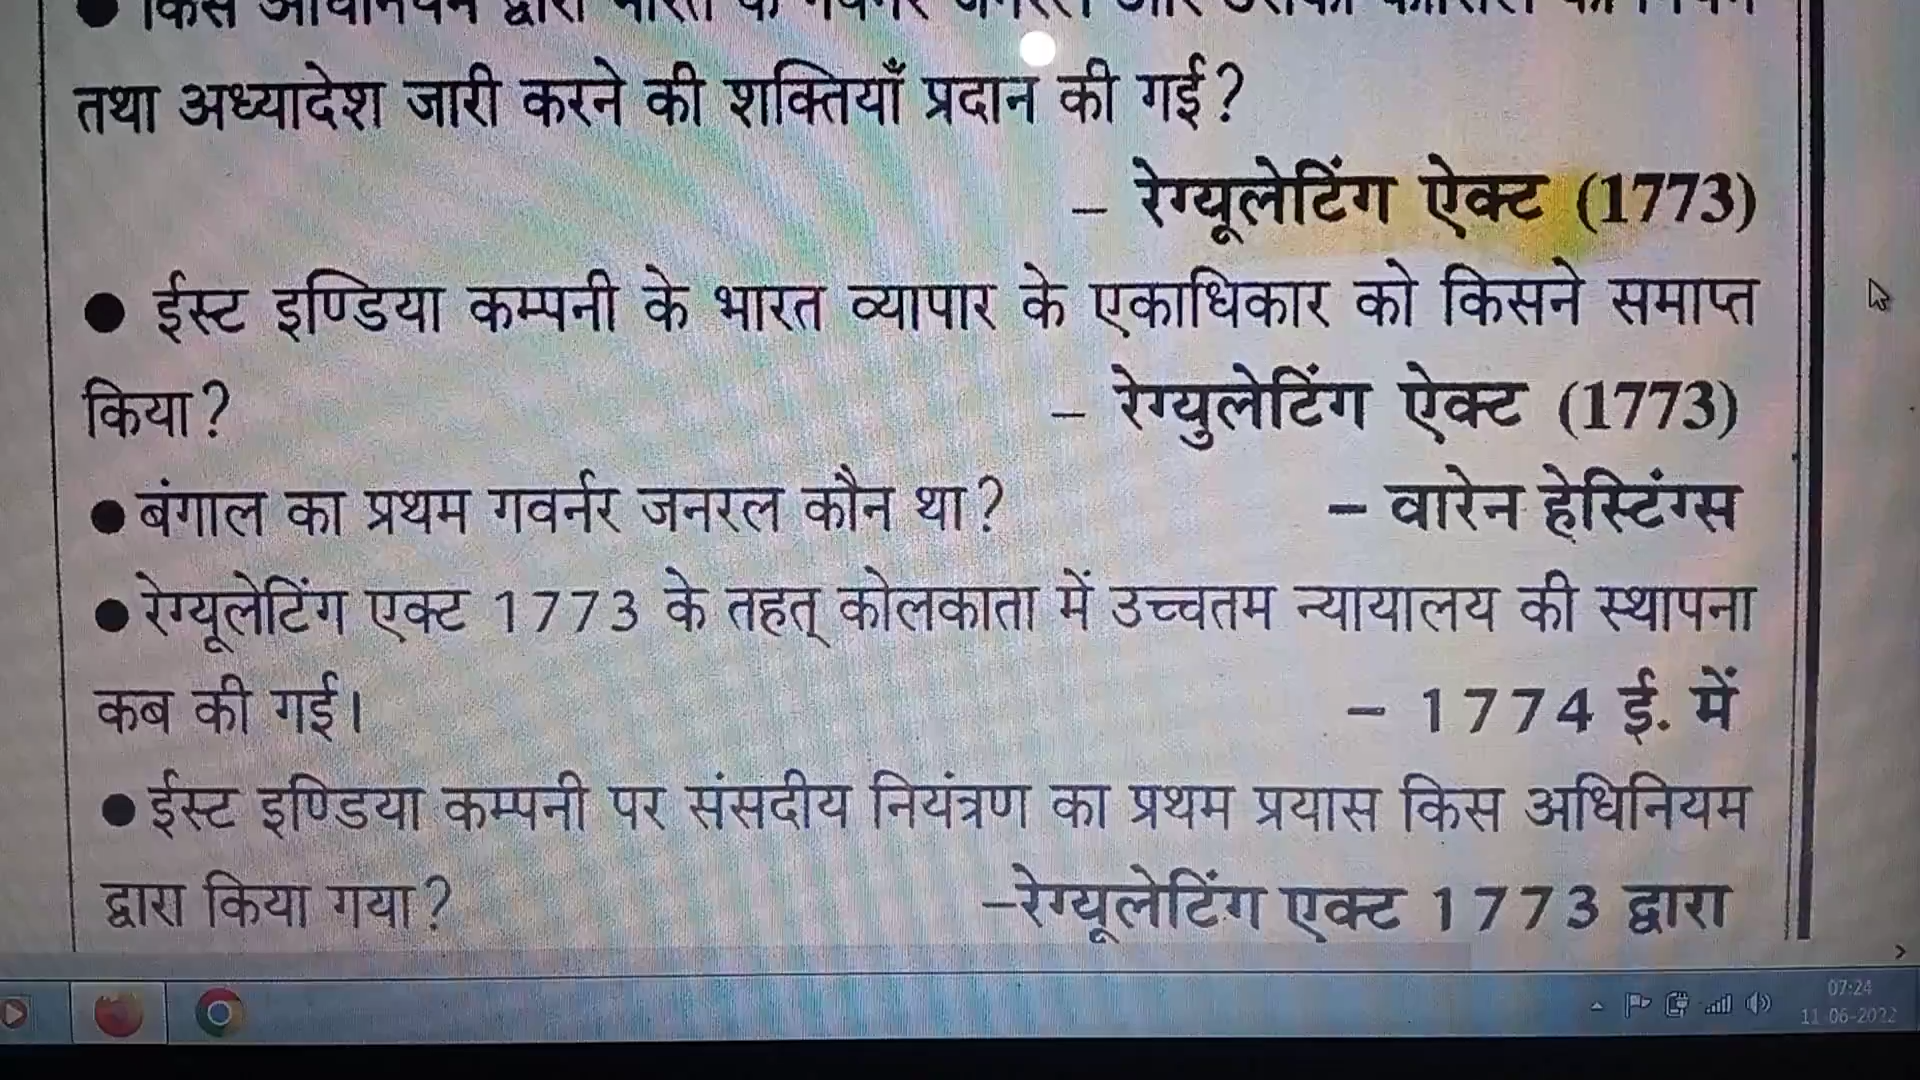 तथा अध्यादेश जारी करने की शक्तियाँ प्रदान की गई?
– रेग्यूलेटिंग ऐक्ट (1773)
● ईस्ट इण्डिया कम्पनी के भारत व्यापार के एकाधिकार को किसने समाप्त
किया? – रेग्युलेटिंग ऐक्ट (1773)
● बंगाल का प्रथम गवर्नर जनरल कौन था? – वारेन हेस्टिंग्स
● रेग्यूलेटिंग एक्ट 1773 के तहत् कोलकाता में उच्चतम न्यायालय की स्थापना
कब की गई। – 1774 ई. में
● ईस्ट इण्डिया कम्पनी पर संसदीय नियंत्रण का प्रथम प्रयास किस अधिनियम
द्वारा किया गया? –रेग्यूलेटिंग एक्ट 1773 द्वारा
07:24
11-06-2022